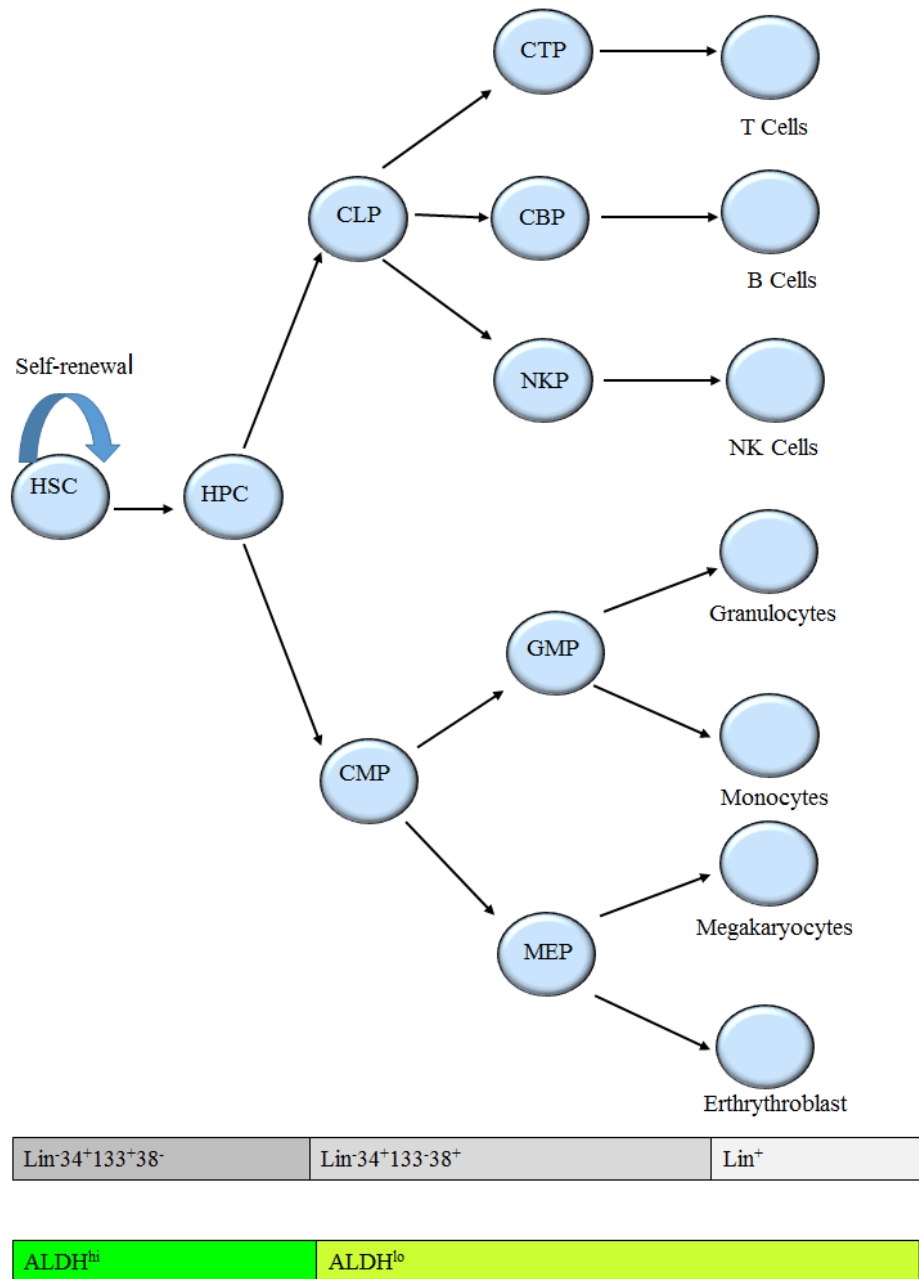 CTP
T Cells
CLP
CBP
B Cells
Self-renewal
NKP
NK Cells
HSC
HPC
Granulocytes
GMP
Monocytes
CMP
Megakaryocytes
MEP
Erthrythroblast
Lin⁻34⁺133⁺38⁻
Lin⁻34⁺133⁻38⁺
Lin⁺
ALDHʰⁱ
ALDHˡᵒ